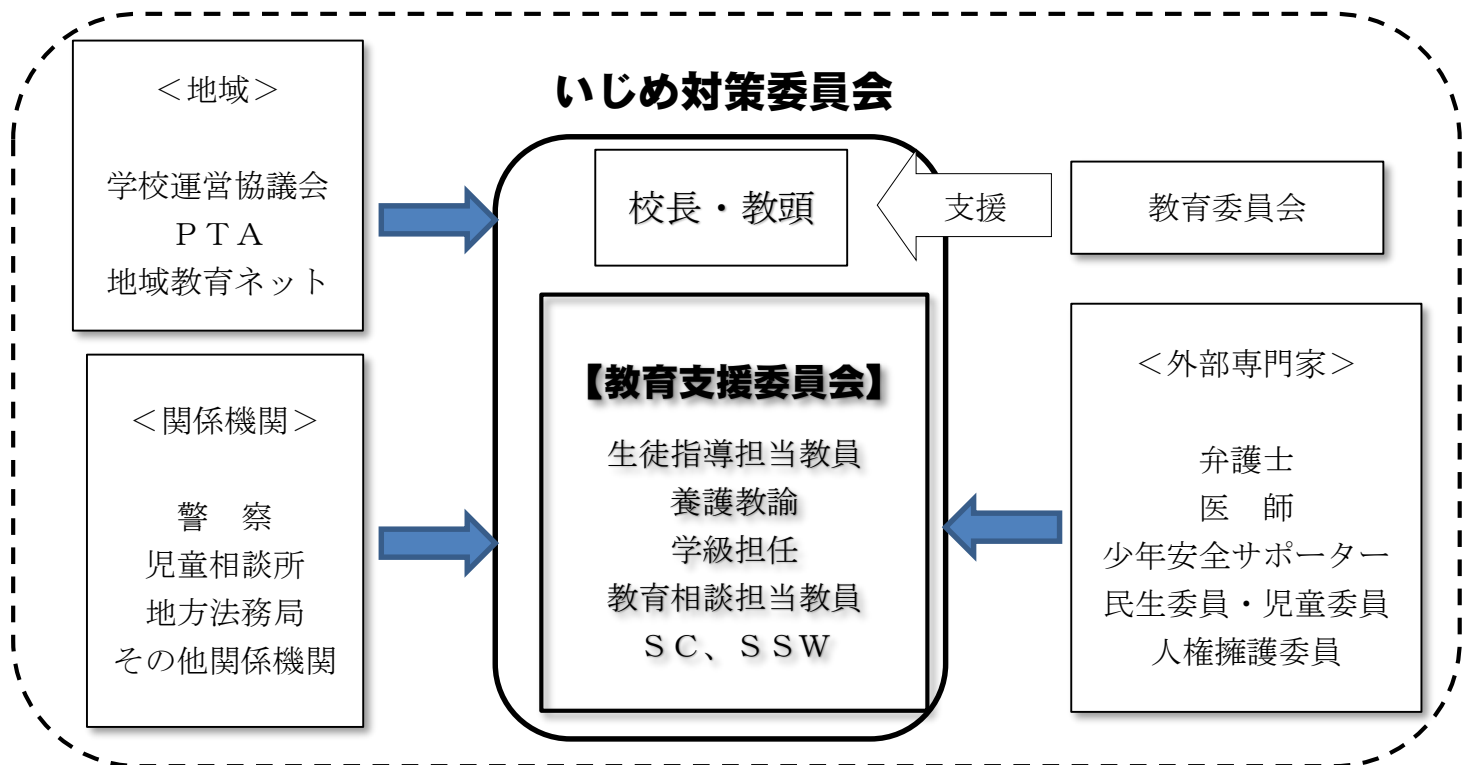 いじめ対策委員会
＜地域＞
学校運営協議会
ＰＴＡ
地域教育ネット
＜関係機関＞
警　察
児童相談所
地方法務局
その他関係機関
校長・教頭
【教育支援委員会】
生徒指導担当教員
養護教諭
学級担任
教育相談担当教員
ＳＣ、ＳＳＷ
支援
教育委員会
＜外部専門家＞
弁護士
医　師
少年安全サポーター
民生委員・児童委員
人権擁護委員